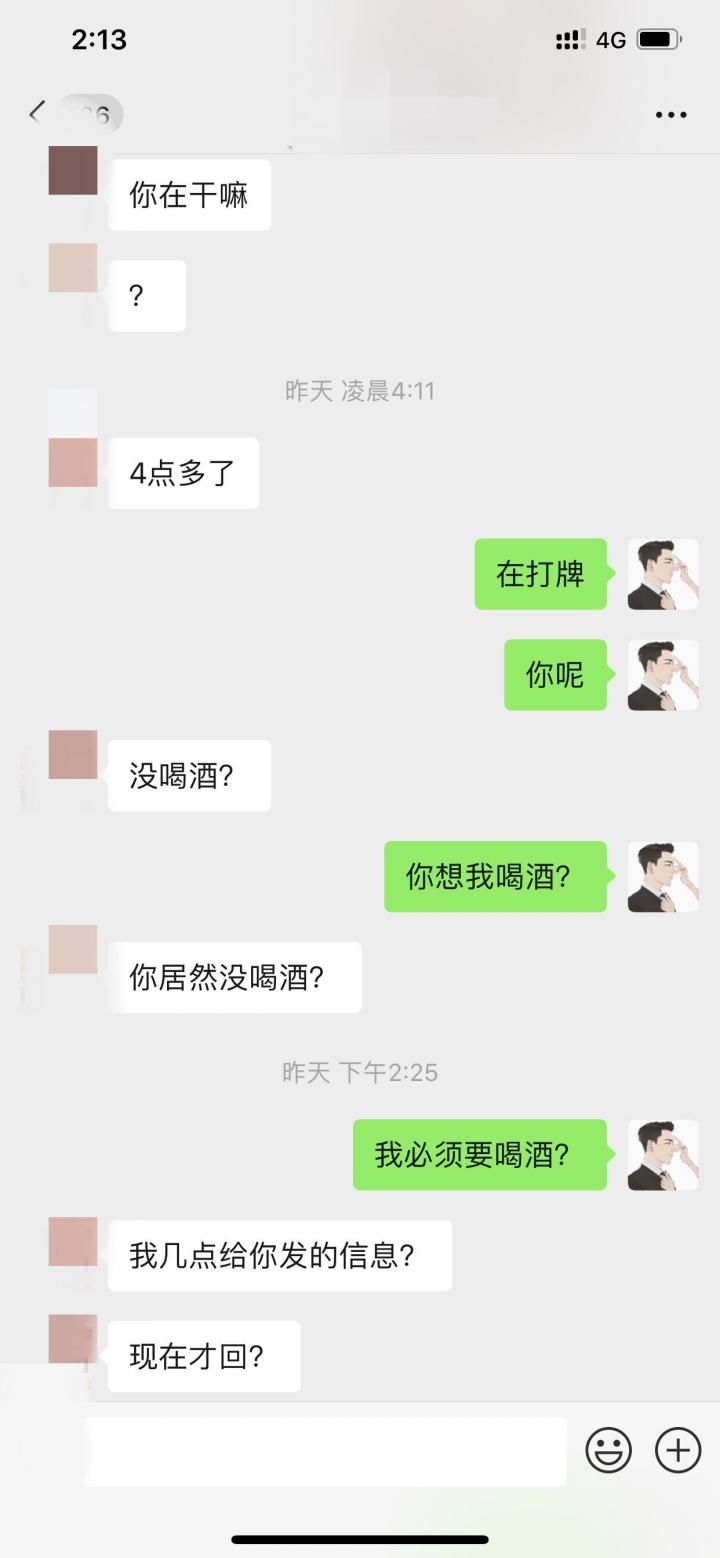 2:13
4G
6
你在干嘛
?
昨天 凌晨4:11
4点多了
在打牌
你呢
没喝酒?
你想我喝酒?
你居然没喝酒?
昨天 下午2:25
我必须要喝酒?
我几点给你发的信息?
现在才回?